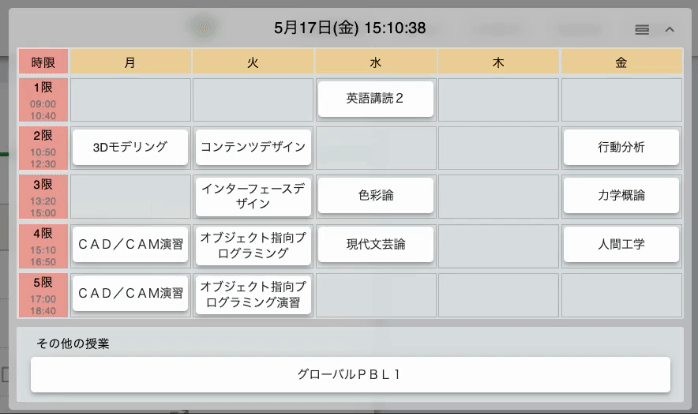 5月17日(金) 15:10:38
時限 月 火 水 木 金
1限
09:00
10:40
英語講読２
2限
10:50
12:30
3Dモデリング
コンテンツデザイン
行動分析
3限
13:20
15:00
インターフェースデ
ザイン
色彩論
力学概論
4限
15:10
16:50
ＣＡＤ／ＣＡＭ演習
オブジェクト指向プ
ログラミング
現代文芸論
人間工学
5限
17:00
18:40
ＣＡＤ／ＣＡＭ演習
オブジェクト指向プ
ログラミング演習
その他の授業
グローバルＰＢＬ１